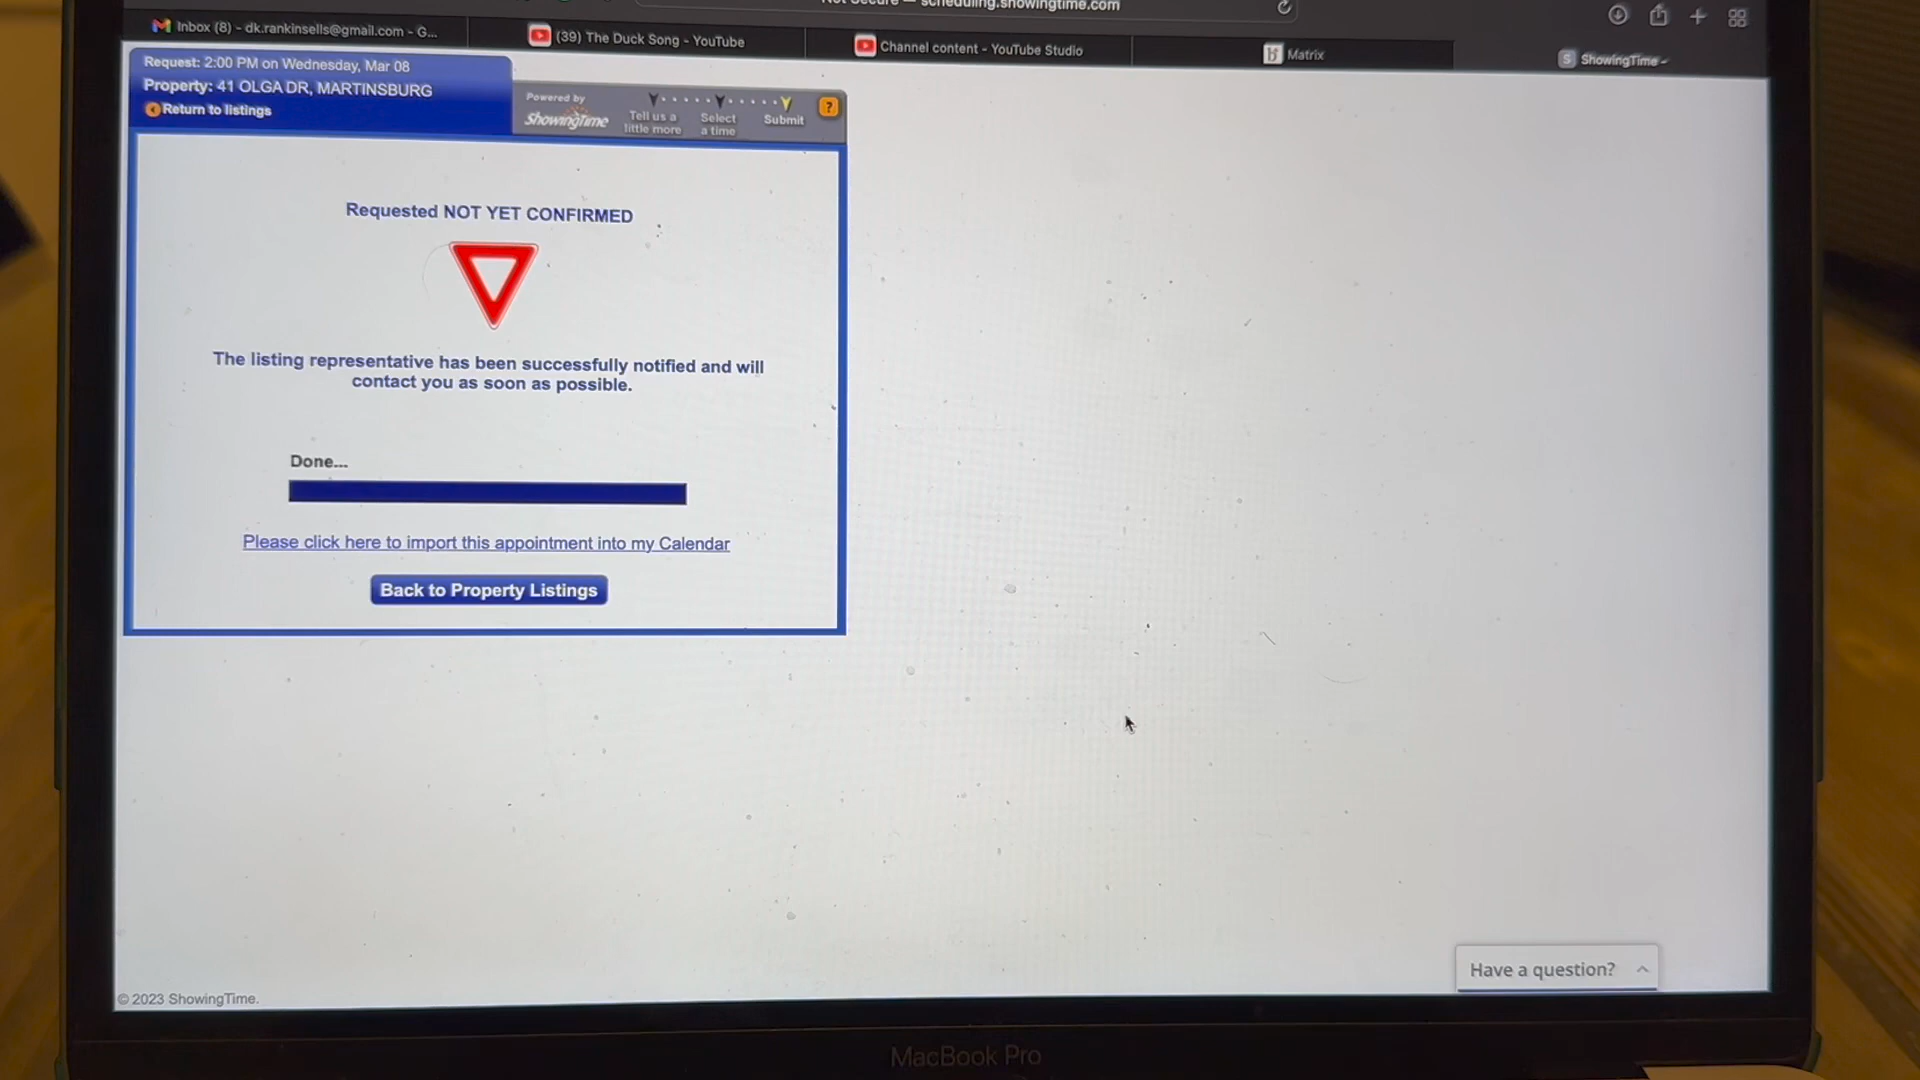 scheduling.showingtime.com
Inbox (8) - dk.rankinsells@gmail.com - G...
(39) The Duck Song - YouTube
Channel content - YouTube Studio
Matrix
S ShowingTime -
Request: 2:00 PM on Wednesday, Mar 08
Property: 41 OLGA DR, MARTINSBURG
Return to listings
Powered by
ShowingTime
Tell us a
little more
Select
a time
Submit
?
Requested NOT YET CONFIRMED
The listing representative has been successfully notified and will
contact you as soon as possible.
Done...
Please click here to import this appointment into my Calendar
Back to Property Listings
Have a question?
© 2023 ShowingTime.
MacBook Pro